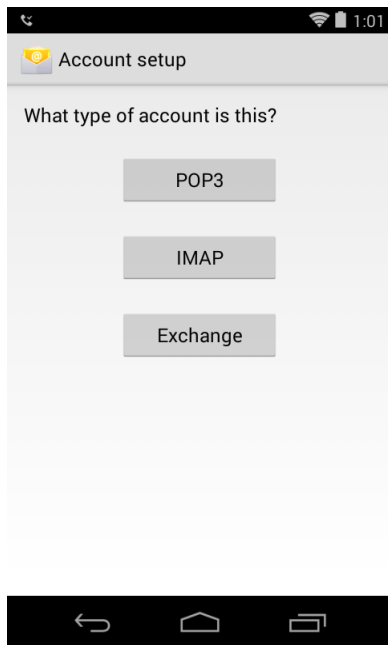 1:01
Account setup
What type of account is this?
POP3
IMAP
Exchange